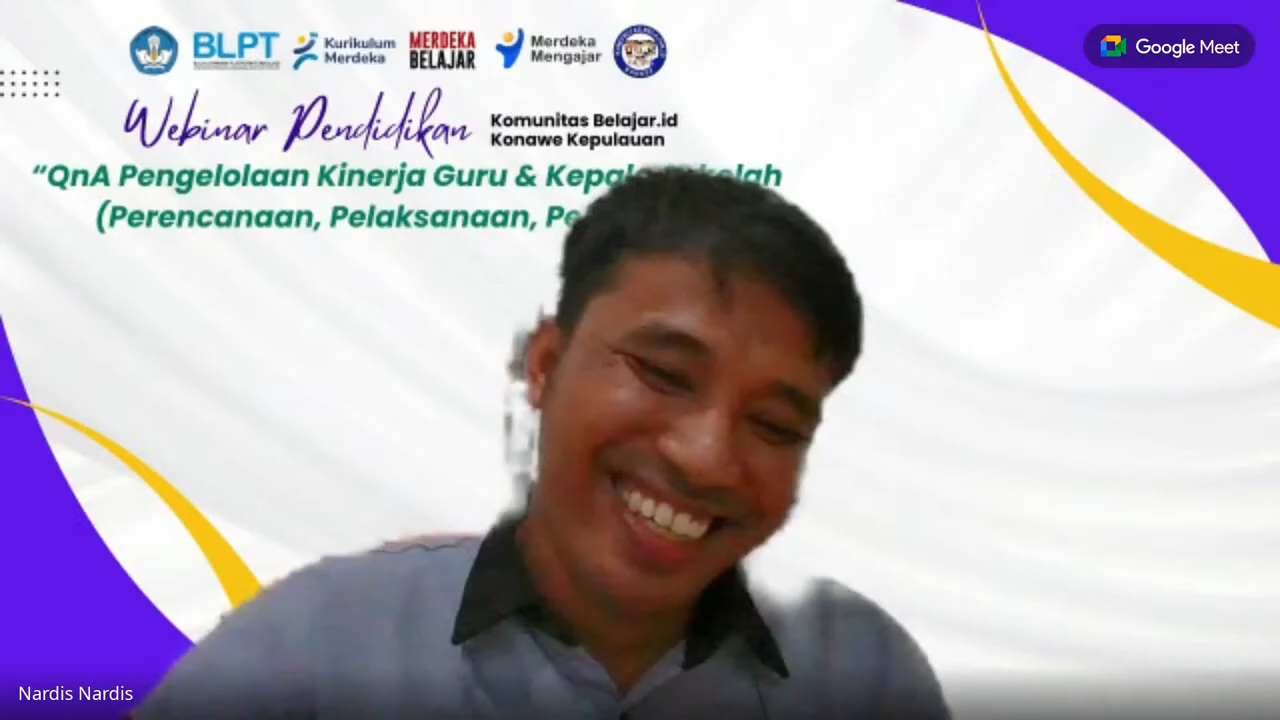 BLPT
Kurikulum
Merdeka
MERDEKA
BELAJAR
Merdeka
Mengajar
Google Meet
Webinar Pendidikan
Komunitas Belajar.id
Konawe Kepulauan
"QnA Pengelolaan Kinerja Guru & Kepala Sekolah
(Perencanaan, Pelaksanaan, Pe
Nardis Nardis